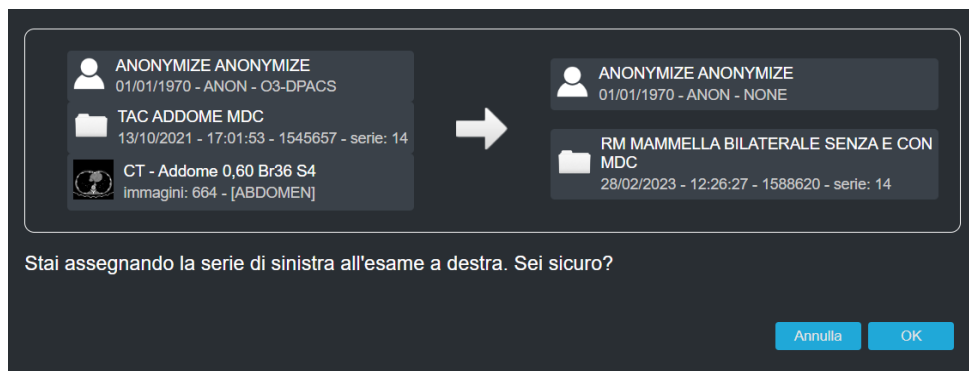 ANONYMIZE ANONYMIZE
01/01/1970 - ANON - O3-DPACS
TAC ADDOME MDC
13/10/2021 - 17:01:53 - 1545657 - serie: 14
CT - Addome 0,60 Br36 S4
immagini: 664 - [ABDOMEN]
ANONYMIZE ANONYMIZE
01/01/1970 - ANON - NONE
RM MAMMELLA BILATERALE SENZA E CON
MDC
28/02/2023 - 12:26:27 - 1588620 - serie: 14
Stai assegnando la serie di sinistra all'esame a destra. Sei sicuro?
Annulla
OK